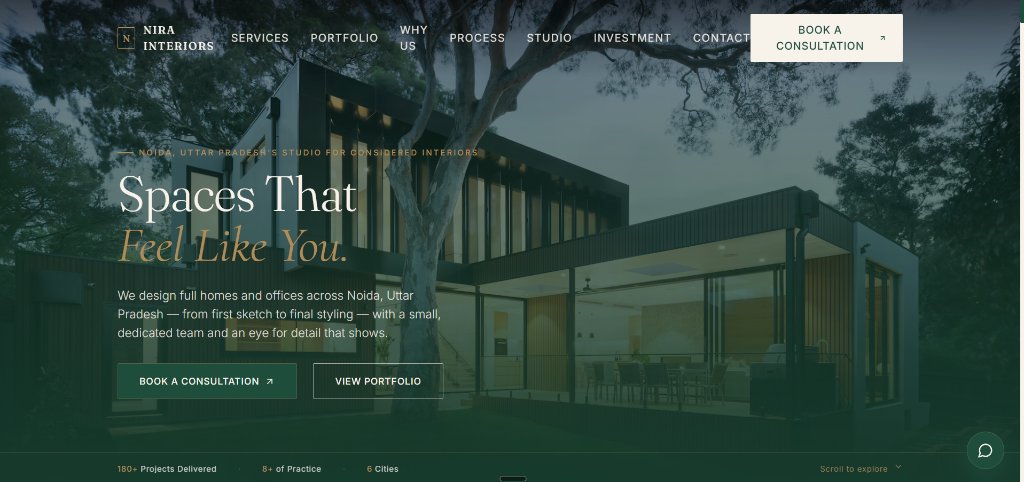 N
NIRA
INTERIORS
SERVICES
PORTFOLIO
WHY
US
PROCESS
STUDIO
INVESTMENT
CONTACT
BOOK A
CONSULTATION
NOIDA, UTTAR PRADESH'S STUDIO FOR CONSIDERED INTERIORS
Spaces That
Feel Like You.
We design full homes and offices across Noida, Uttar
Pradesh — from first sketch to final styling — with a small,
dedicated team and an eye for detail that shows.
BOOK A CONSULTATION
VIEW PORTFOLIO
180+ Projects Delivered · 8+ of Practice · 6 Cities
Scroll to explore